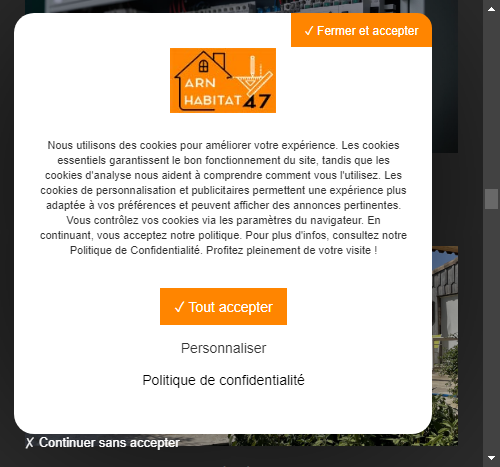 ✓ Fermer et accepter
ARN
HABITAT 47
Nous utilisons des cookies pour améliorer votre expérience. Les cookies
essentiels garantissent le bon fonctionnement du site, tandis que les
cookies d'analyse nous aident à comprendre comment vous l'utilisez. Les
cookies de personnalisation et publicitaires permettent une expérience plus
adaptée à vos préférences et peuvent afficher des annonces pertinentes.
Vous contrôlez vos cookies via les paramètres du navigateur. En
continuant, vous acceptez notre politique. Pour plus d'infos, consultez notre
Politique de Confidentialité. Profitez pleinement de votre visite !
✓ Tout accepter
Personnaliser
Politique de confidentialité
✗ Continuer sans accepter